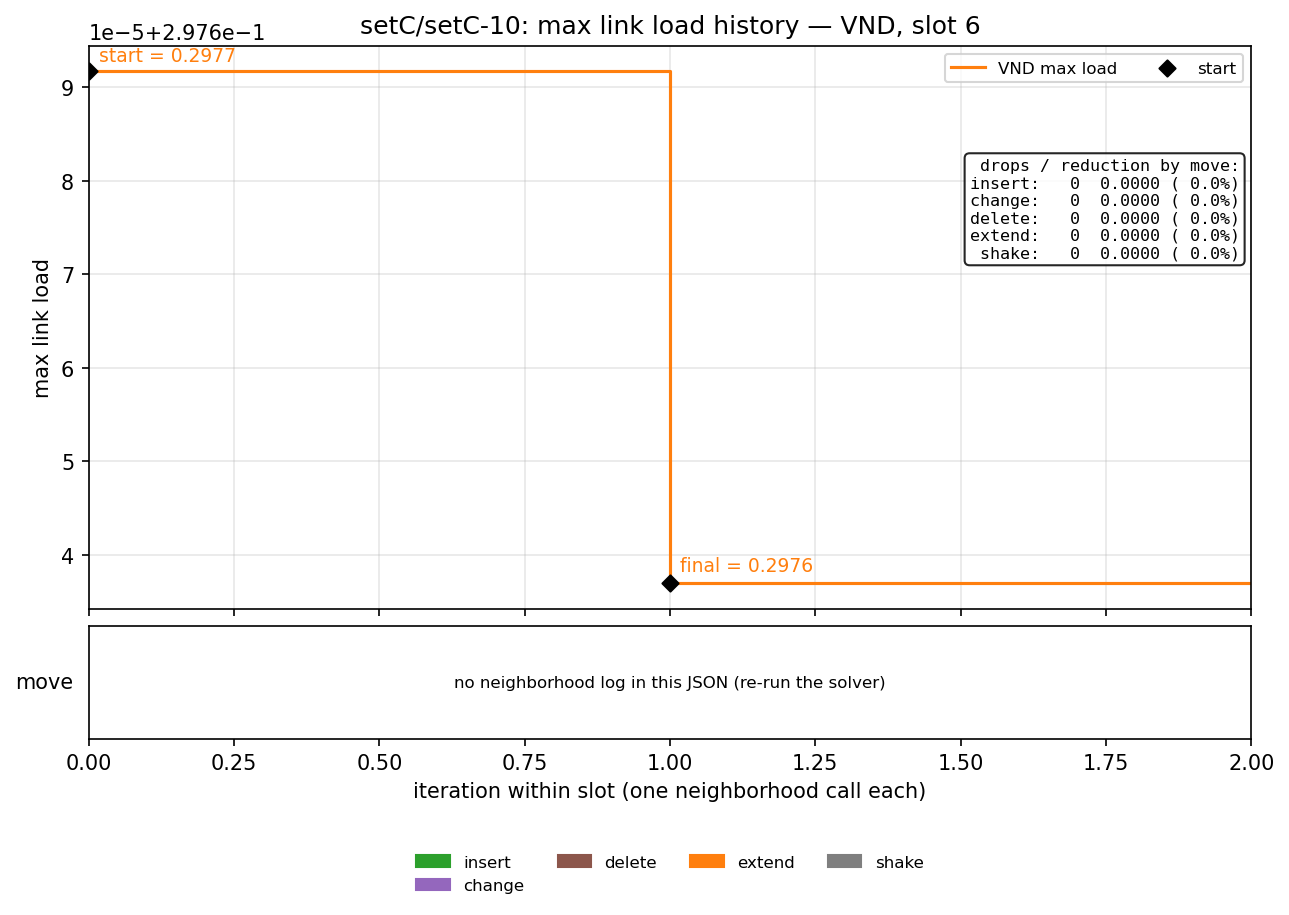 setC/setC-10: max link load history — VND, slot 6
1e−5+2.976e−1
start = 0.2977
VND max load
start
9
8
7
6
5
4
max link load
drops / reduction by move:
insert:   0  0.0000 ( 0.0%)
change:   0  0.0000 ( 0.0%)
delete:   0  0.0000 ( 0.0%)
extend:   0  0.0000 ( 0.0%)
shake:   0  0.0000 ( 0.0%)
final = 0.2976
move
no neighborhood log in this JSON (re-run the solver)
0.00 0.25 0.50 0.75 1.00 1.25 1.50 1.75 2.00
iteration within slot (one neighborhood call each)
insert delete extend shake
change